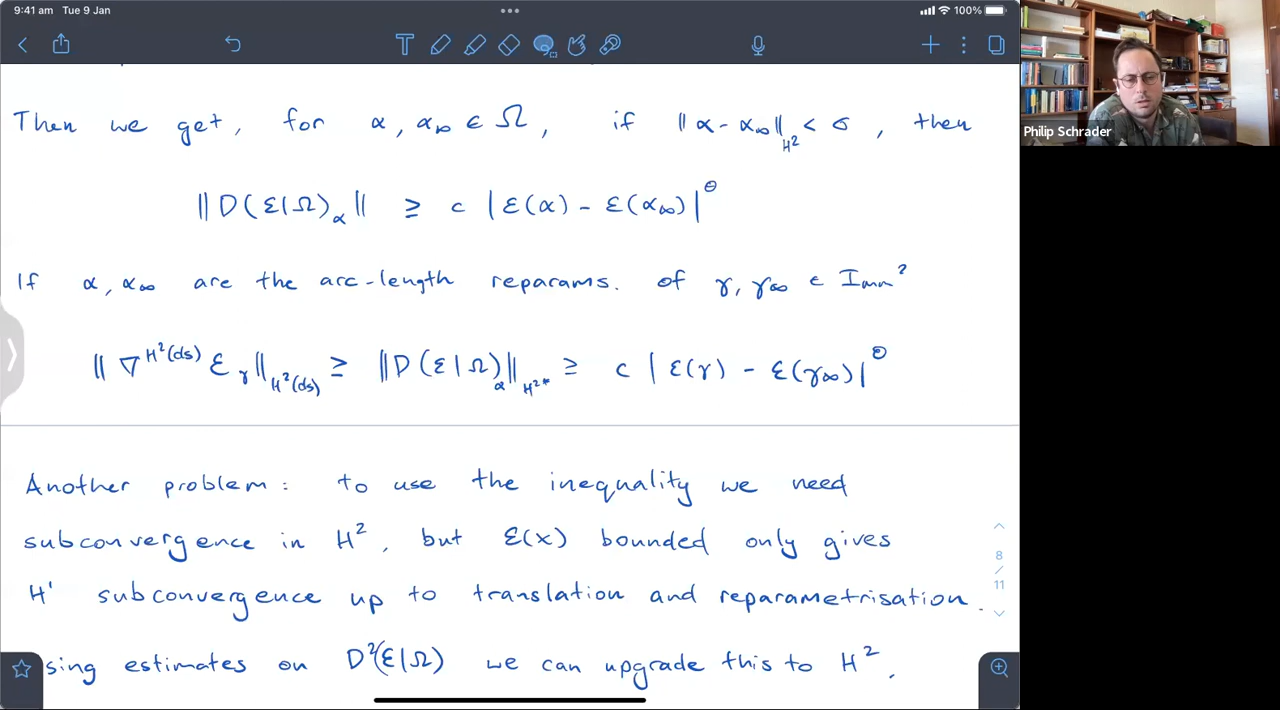 9:41 am Tue 9 Jan
100%
Then we get, for α, α∞ ∈ Ω, if ‖α - α∞‖_{H²} < σ, then
‖D(ε|Ω)_α‖ ≥ c |ε(α) - ε(α∞)|^θ
If α, α∞ are the arc-length reparams. of γ, γ∞ ∈ Imm²
‖∇^{H²(ds)} ε_γ‖_{H²(ds)} ≥ ‖D(ε|Ω)_α‖_{H²*} ≥ c |ε(γ) - ε(γ∞)|^θ
Another problem: to use the inequality we need
subconvergence in H², but ε(x) bounded only gives
H¹ subconvergence up to translation and reparametrisation.
sing estimates on D²(ε|Ω) we can upgrade this to H².
8
/
11
Philip Schrader